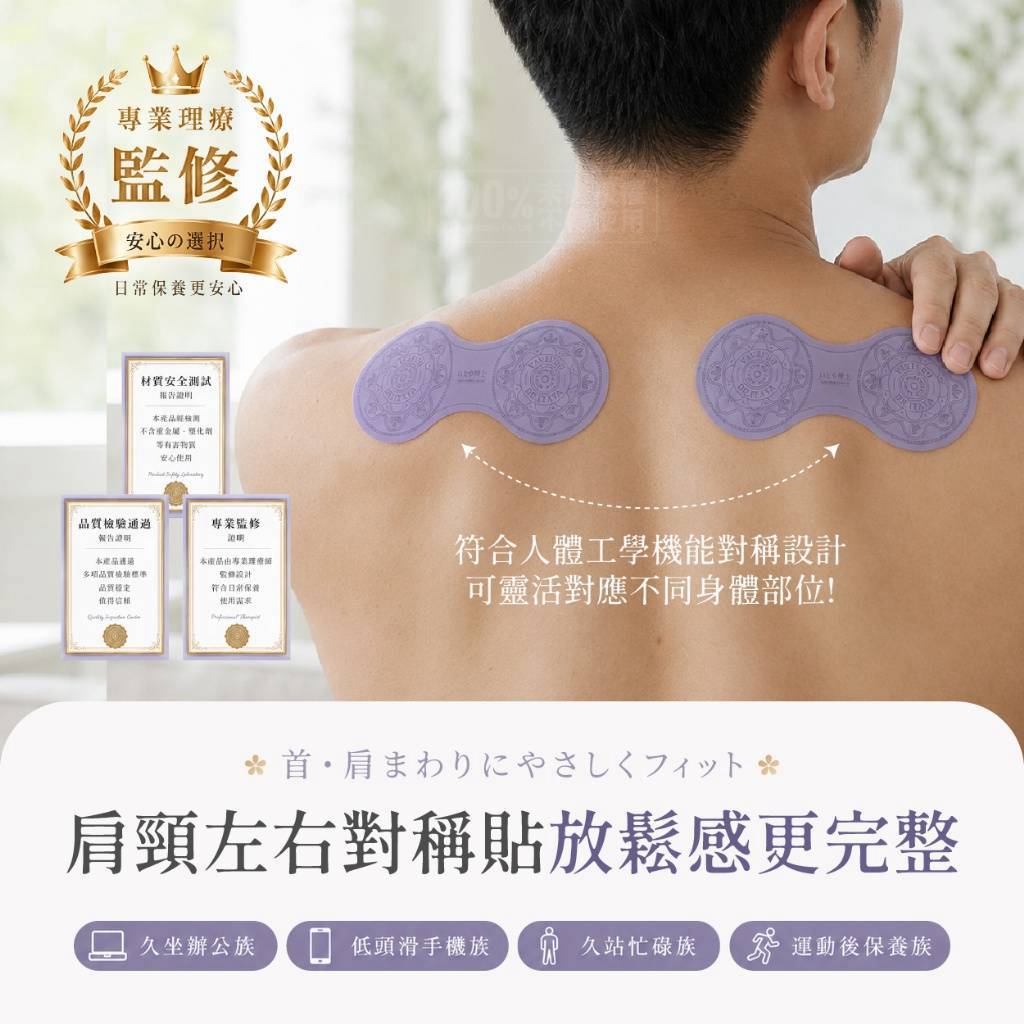 專業理療
監修
安心の選択
日常保養更安心
材質安全測試
報告證明
本產品經檢測
不含重金屬・塑化劑
等有害物質
安心使用
Product Safety Laboratory
品質檢驗通過
報告證明
本產品通過
多項品質檢驗標準
品質穩定
值得信賴
Quality Inspection Center
專業監修
證明
本產品由專業理療師
監修設計
符合日常保養
使用需求
Professional Therapist
符合人體工學機能對稱設計
可靈活對應不同身體部位!
首・肩まわりにやさしくフィット
肩頸左右對稱貼放鬆感更完整
久坐辦公族
低頭滑手機族
久站忙碌族
運動後保養族